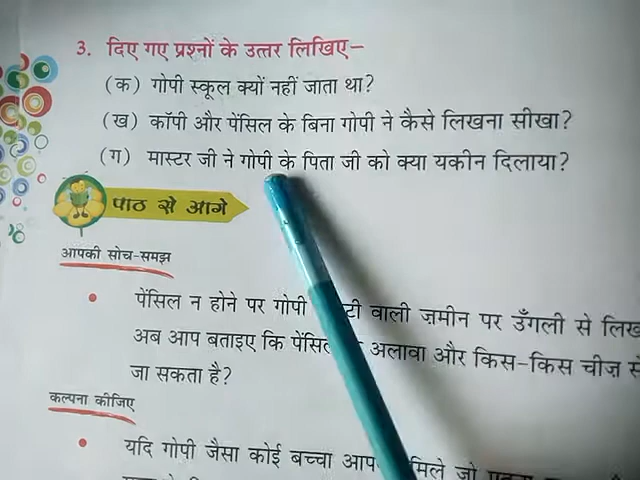 3. दिए गए प्रश्नों के उत्तर लिखिए–
(क) गोपी स्कूल क्यों नहीं जाता था?
(ख) कॉपी और पेंसिल के बिना गोपी ने कैसे लिखना सीखा?
(ग) मास्टर जी ने गोपी के पिता जी को क्या यकीन दिलाया?
पाठ से आगे
आपकी सोच-समझ
• पेंसिल न होने पर गोपी वाली ज़मीन पर उँगली से
अब आप बताइए कि अलावा और किस-किस चीज़
जा सकता है?
कल्पना कीजिए
• यदि गोपी जैसा कोई बच्चा मिले जो